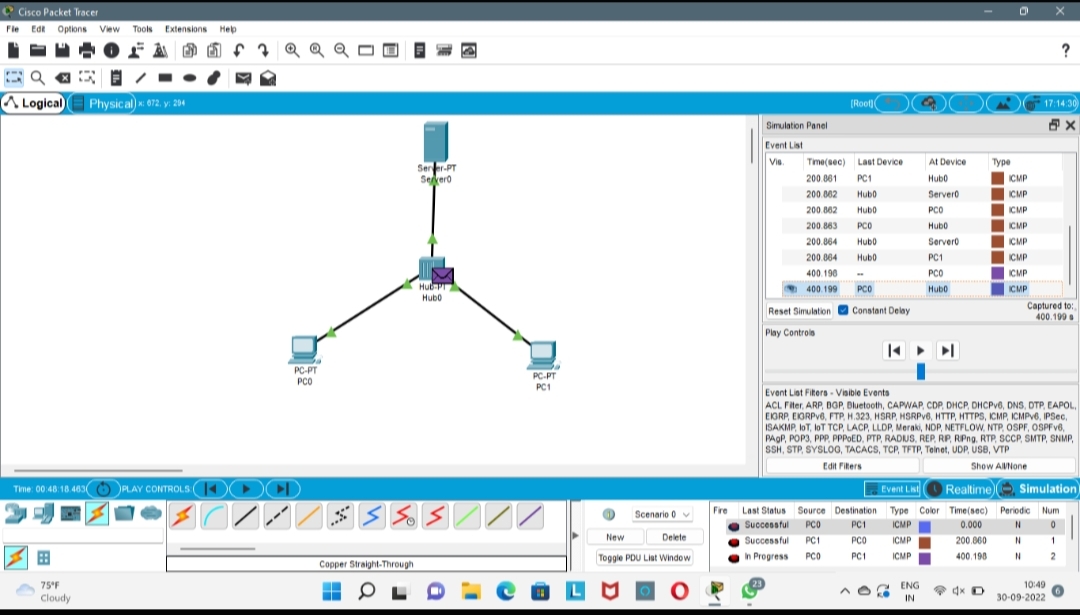 Cisco Packet Tracer
File Edit Options View Tools Extensions Help
?
Logical Physical x: 672, y: 294 [Root] 17:14:30
Server-PT
Server0
Hub-PT
Hub0
PC-PT
PC0
PC-PT
PC1
Simulation Panel
Event List
Vis. Time(sec) Last Device At Device Type
200.861 PC1 Hub0 ICMP
200.862 Hub0 Server0 ICMP
200.862 Hub0 PC0 ICMP
200.863 PC0 Hub0 ICMP
200.864 Hub0 Server0 ICMP
200.864 Hub0 PC1 ICMP
400.198 -- PC0 ICMP
400.199 PC0 Hub0 ICMP
Reset Simulation Constant Delay Captured to:
400.199 s
Play Controls
Event List Filters - Visible Events
ACL Filter, ARP, BGP, Bluetooth, CAPWAP, CDP, DHCP, DHCPv6, DNS, DTP, EAPOL,
EIGRP, EIGRPv6, FTP, H.323, HSRP, HSRPv6, HTTP, HTTPS, ICMP, ICMPv6, IPSec,
ISAKMP, IoT, IoT TCP, LACP, LLDP, Meraki, NDP, NETFLOW, NTP, OSPF, OSPFv6,
PAgP, POP3, PPP, PPPoED, PTP, RADIUS, REP, RIP, RIPng, RTP, SCCP, SMTP, SNMP,
SSH, STP, SYSLOG, TACACS, TCP, TFTP, Telnet, UDP, USB, VTP
Edit Filters Show All/None
Time: 00:48:18.463 PLAY CONTROLS Event List Realtime Simulation
Scenario 0
New Delete
Toggle PDU List Window
Copper Straight-Through
Fire Last Status Source Destination Type Color Time(sec) Periodic Num
Successful PC0 PC1 ICMP 0.000 N 0
Successful PC1 PC0 ICMP 200.860 N 1
In Progress PC0 PC1 ICMP 400.198 N 2
75°F
Cloudy
L
23
ENG
IN
10:49
30-09-2022
6